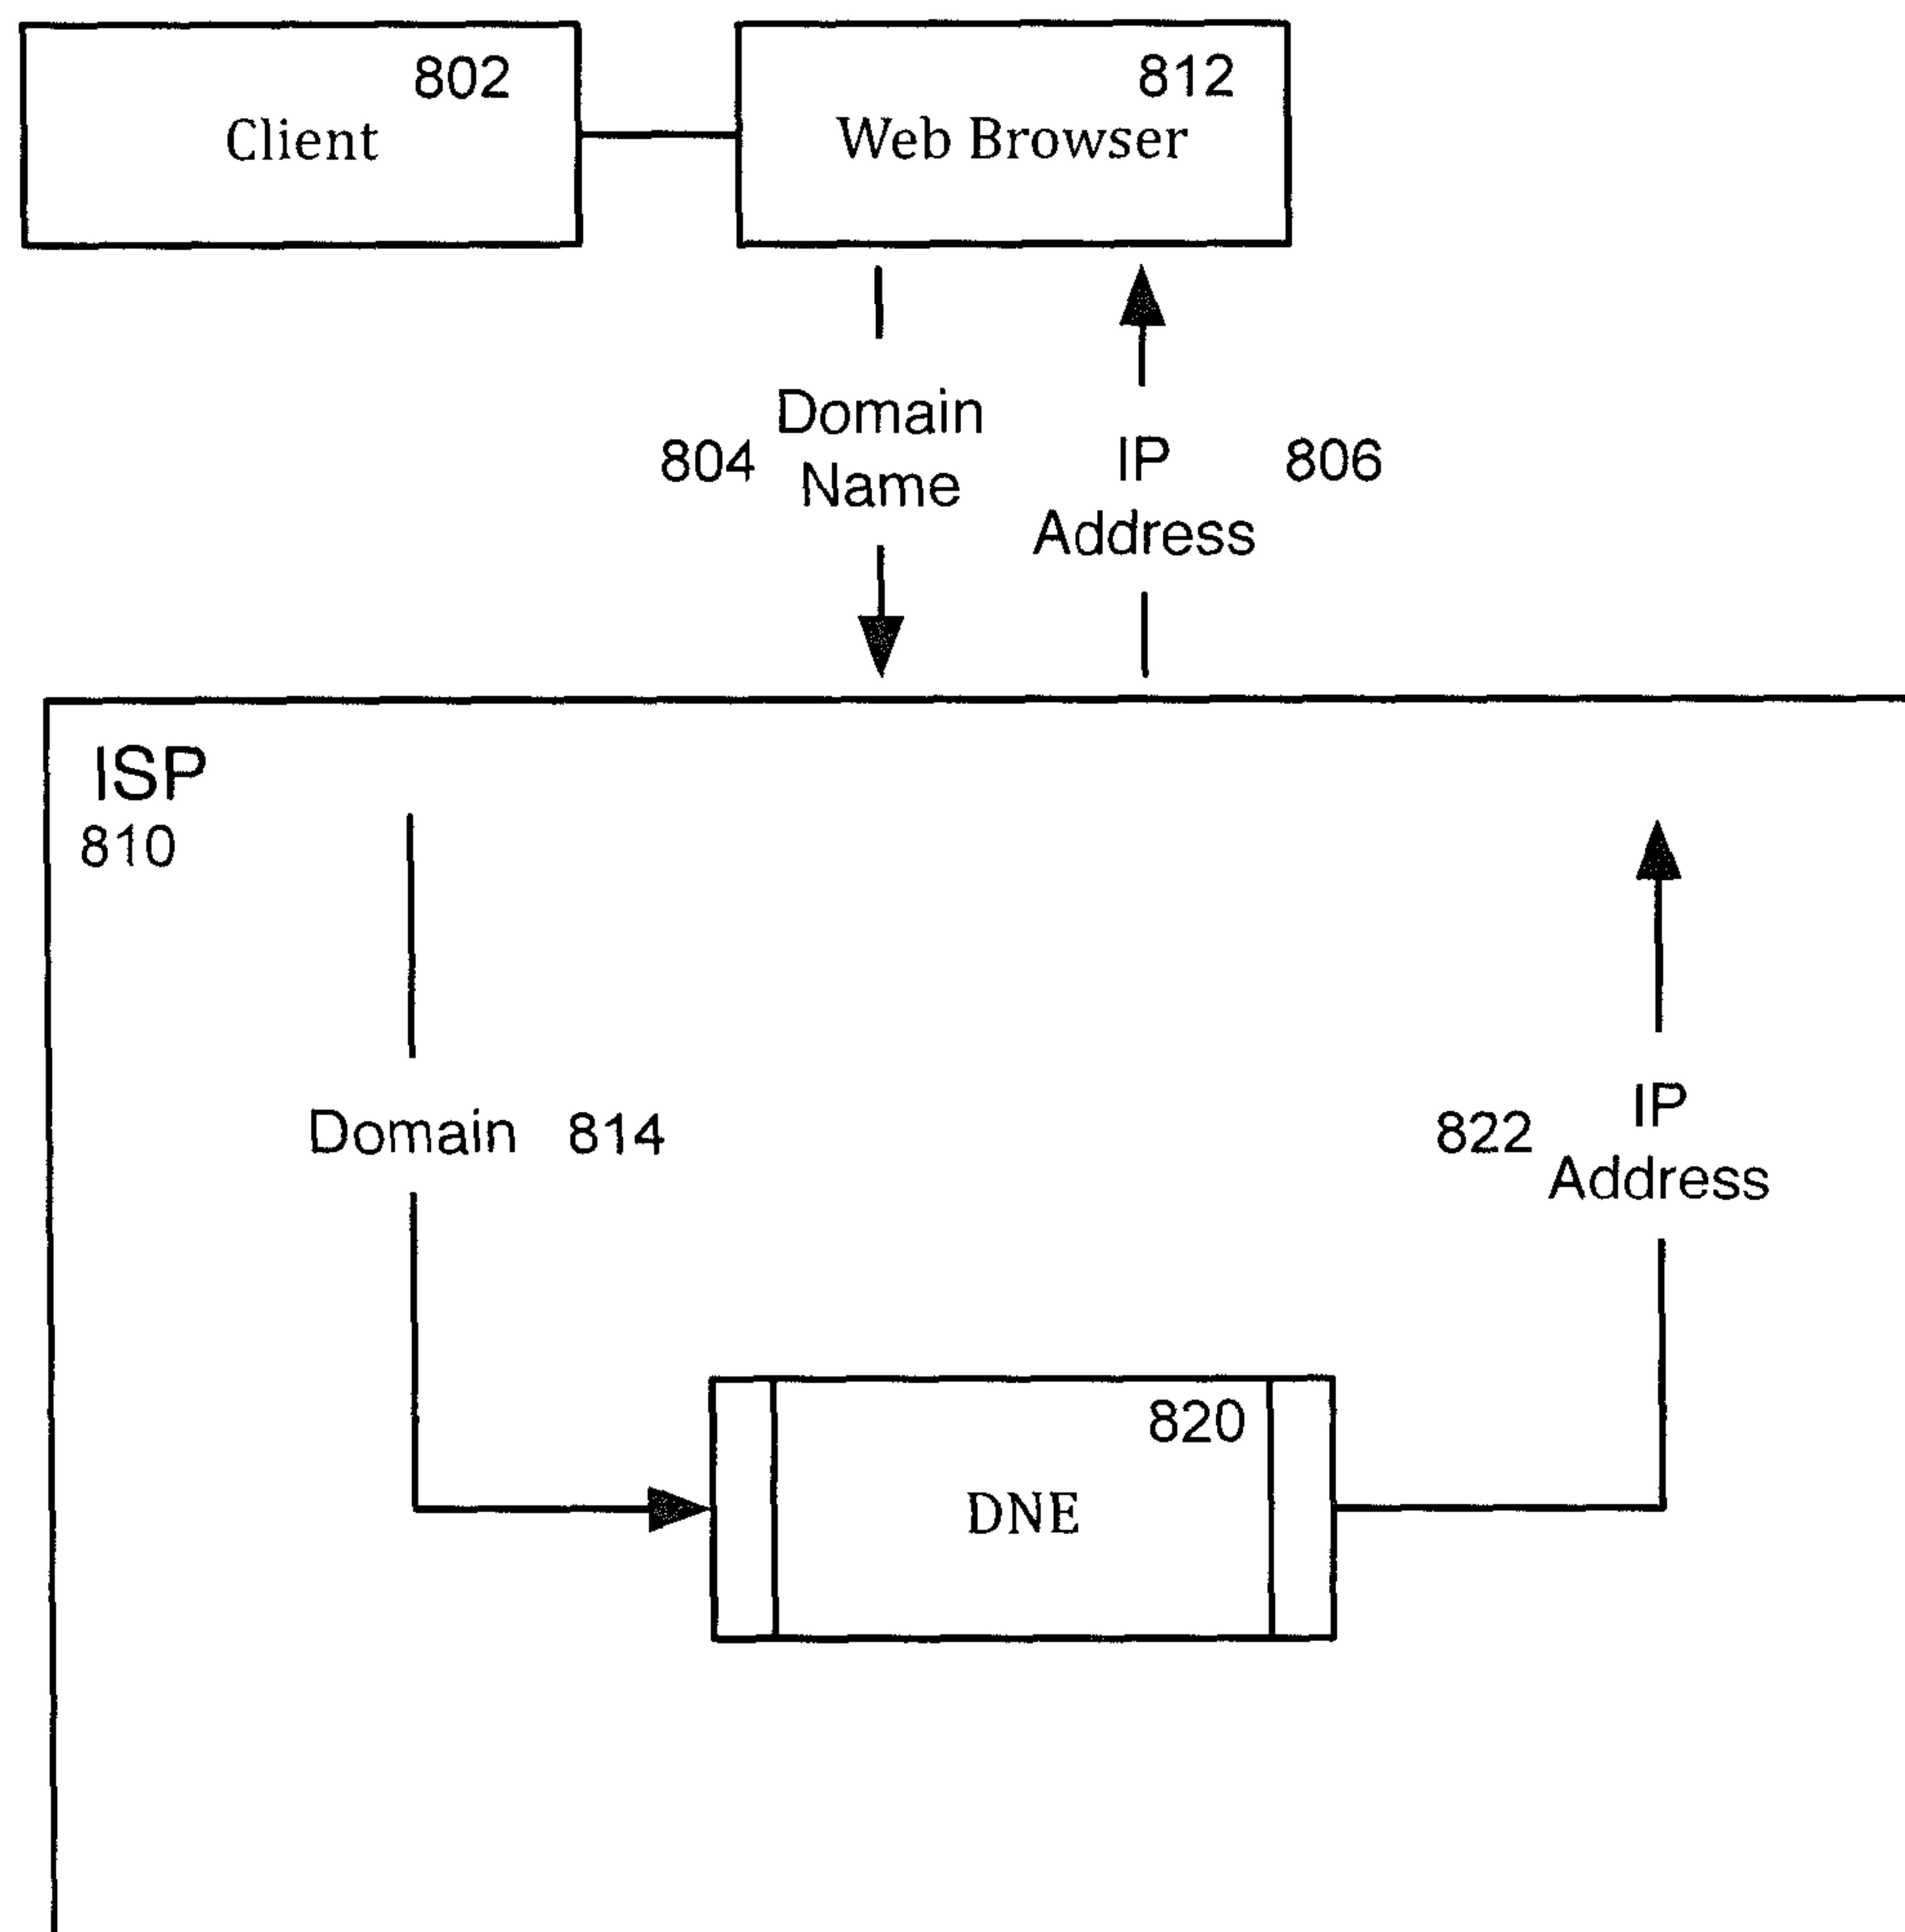 802
Client
812
Web Browser
804
Domain
Name
IP
Address
806
ISP
810
Domain 814
822
IP
Address
820
DNE